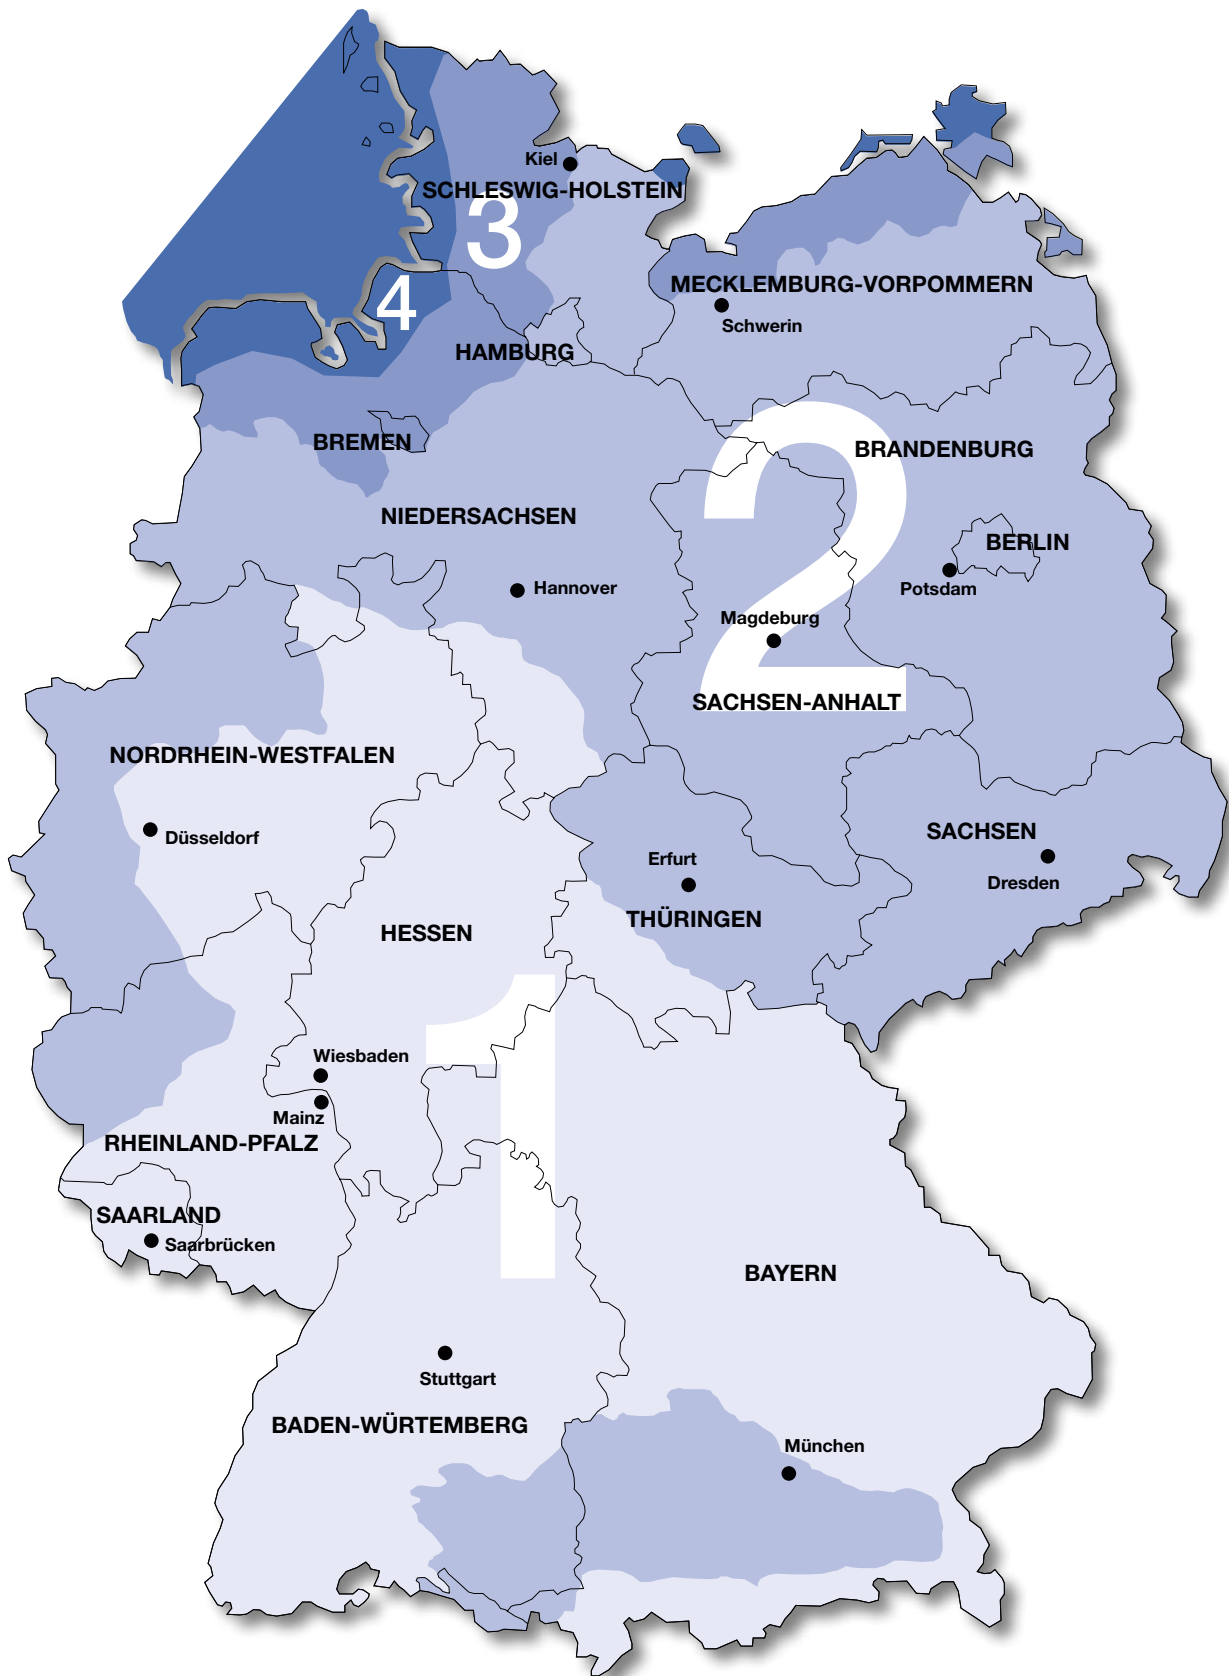 Kiel
SCHLESWIG-HOLSTEIN
3
4
MECKLEMBURG-VORPOMMERN
Schwerin
HAMBURG
BREMEN
2
BRANDENBURG
NIEDERSACHSEN
BERLIN
Hannover
Potsdam
Magdeburg
SACHSEN-ANHALT
NORDRHEIN-WESTFALEN
Düsseldorf
SACHSEN
Erfurt
Dresden
THÜRINGEN
HESSEN
1
Wiesbaden
Mainz
RHEINLAND-PFALZ
SAARLAND
Saarbrücken
BAYERN
Stuttgart
BADEN-WÜRTEMBERG
München